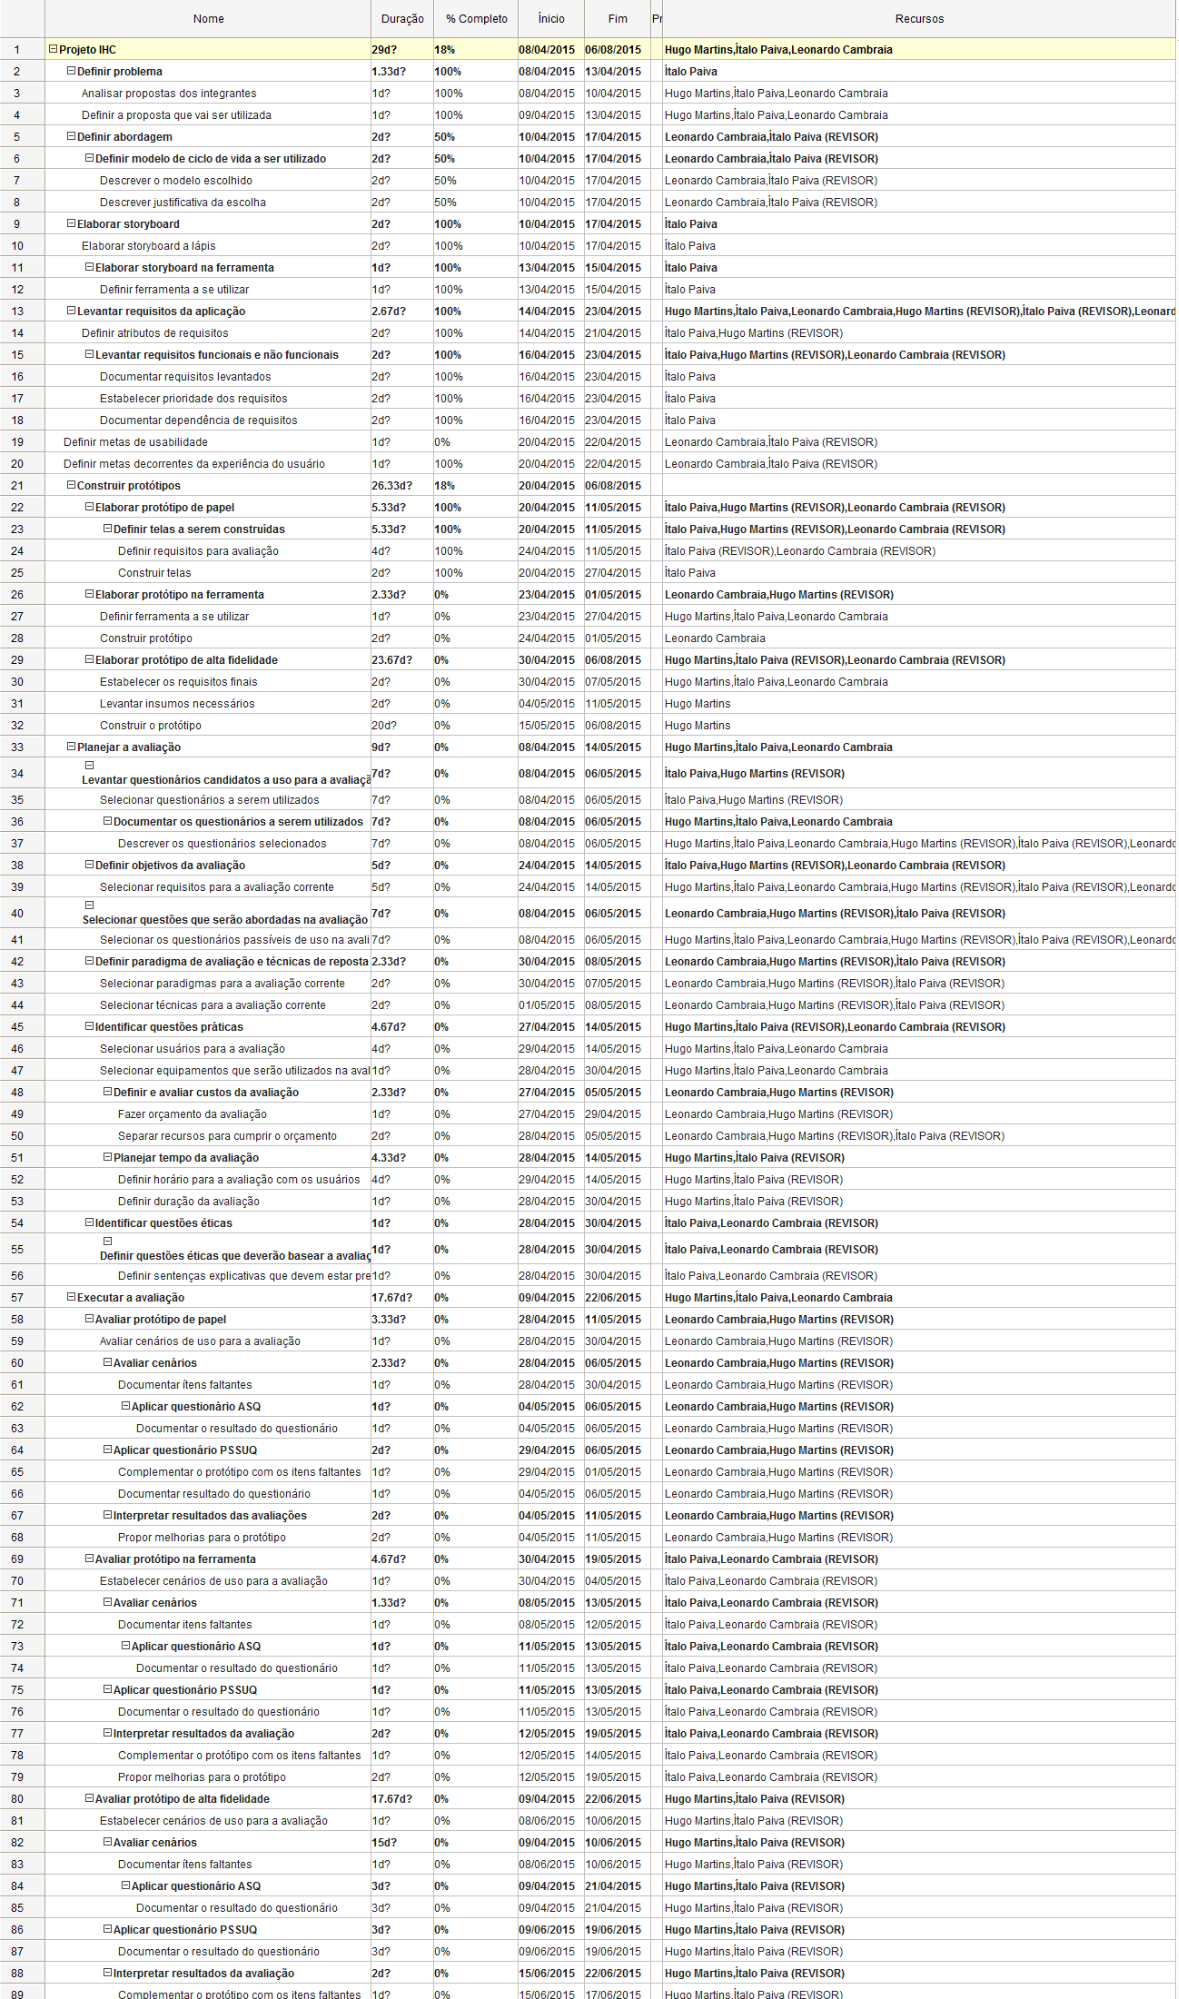 Nome Duração % Completo Ínicio Fim Pr Recursos
1 Projeto IHC 29d? 18% 08/04/2015 06/08/2015 Hugo Martins,Ítalo Paiva,Leonardo Cambraia
2 Definir problema 1.33d? 100% 08/04/2015 13/04/2015 Ítalo Paiva
3 Analisar propostas dos integrantes 1d? 100% 08/04/2015 10/04/2015 Hugo Martins,Ítalo Paiva,Leonardo Cambraia
4 Definir a proposta que vai ser utilizada 1d? 100% 09/04/2015 13/04/2015 Hugo Martins,Ítalo Paiva,Leonardo Cambraia
5 Definir abordagem 2d? 50% 10/04/2015 17/04/2015 Leonardo Cambraia,Ítalo Paiva (REVISOR)
6 Definir modelo de ciclo de vida a ser utilizado 2d? 50% 10/04/2015 17/04/2015 Leonardo Cambraia,Ítalo Paiva (REVISOR)
7 Descrever o modelo escolhido 2d? 50% 10/04/2015 17/04/2015 Leonardo Cambraia,Ítalo Paiva (REVISOR)
8 Descrever justificativa da escolha 2d? 50% 10/04/2015 17/04/2015 Leonardo Cambraia,Ítalo Paiva (REVISOR)
9 Elaborar storyboard 2d? 100% 10/04/2015 17/04/2015 Ítalo Paiva
10 Elaborar storyboard a lápis 2d? 100% 10/04/2015 17/04/2015 Ítalo Paiva
11 Elaborar storyboard na ferramenta 1d? 100% 13/04/2015 15/04/2015 Ítalo Paiva
12 Definir ferramenta a se utilizar 1d? 100% 13/04/2015 15/04/2015 Ítalo Paiva
13 Levantar requisitos da aplicação 2.67d? 100% 14/04/2015 23/04/2015 Hugo Martins,Ítalo Paiva,Leonardo Cambraia,Hugo Martins (REVISOR),Ítalo Paiva (REVISOR),Leonard
14 Definir atributos de requisitos 2d? 100% 14/04/2015 21/04/2015 Ítalo Paiva,Hugo Martins (REVISOR)
15 Levantar requisitos funcionais e não funcionais 2d? 100% 16/04/2015 23/04/2015 Ítalo Paiva,Hugo Martins (REVISOR),Leonardo Cambraia (REVISOR)
16 Documentar requisitos levantados 2d? 100% 16/04/2015 23/04/2015 Ítalo Paiva
17 Estabelecer prioridade dos requisitos 2d? 100% 16/04/2015 23/04/2015 Ítalo Paiva
18 Documentar dependência de requisitos 2d? 100% 16/04/2015 23/04/2015 Ítalo Paiva
19 Definir metas de usabilidade 1d? 0% 20/04/2015 22/04/2015 Leonardo Cambraia,Ítalo Paiva (REVISOR)
20 Definir metas decorrentes da experiência do usuário 1d? 100% 20/04/2015 22/04/2015 Leonardo Cambraia,Ítalo Paiva (REVISOR)
21 Construir protótipos 26.33d? 18% 20/04/2015 06/08/2015
22 Elaborar protótipo de papel 5.33d? 100% 20/04/2015 11/05/2015 Ítalo Paiva,Hugo Martins (REVISOR),Leonardo Cambraia (REVISOR)
23 Definir telas a serem construídas 5.33d? 100% 20/04/2015 11/05/2015 Ítalo Paiva,Hugo Martins (REVISOR),Leonardo Cambraia (REVISOR)
24 Definir requisitos para avaliação 4d? 100% 24/04/2015 11/05/2015 Ítalo Paiva (REVISOR),Leonardo Cambraia (REVISOR)
25 Construir telas 2d? 100% 20/04/2015 27/04/2015 Ítalo Paiva
26 Elaborar protótipo na ferramenta 2.33d? 0% 23/04/2015 01/05/2015 Leonardo Cambraia,Hugo Martins (REVISOR)
27 Definir ferramenta a se utilizar 1d? 0% 23/04/2015 27/04/2015 Hugo Martins,Ítalo Paiva,Leonardo Cambraia
28 Construir protótipo 2d? 0% 24/04/2015 01/05/2015 Leonardo Cambraia
29 Elaborar protótipo de alta fidelidade 23.67d? 0% 30/04/2015 06/08/2015 Hugo Martins,Ítalo Paiva (REVISOR),Leonardo Cambraia (REVISOR)
30 Estabelecer os requisitos finais 2d? 0% 30/04/2015 07/05/2015 Hugo Martins,Ítalo Paiva,Leonardo Cambraia
31 Levantar insumos necessários 2d? 0% 04/05/2015 11/05/2015 Hugo Martins
32 Construir o protótipo 20d? 0% 15/05/2015 06/08/2015 Hugo Martins
33 Planejar a avaliação 9d? 0% 08/04/2015 14/05/2015 Hugo Martins,Ítalo Paiva,Leonardo Cambraia
34 Levantar questionários candidatos a uso para a avaliaçã 7d? 0% 08/04/2015 06/05/2015 Ítalo Paiva,Hugo Martins (REVISOR)
35 Selecionar questionários a serem utilizados 7d? 0% 08/04/2015 06/05/2015 Ítalo Paiva,Hugo Martins (REVISOR)
36 Documentar os questionários a serem utilizados 7d? 0% 08/04/2015 06/05/2015 Hugo Martins,Ítalo Paiva,Leonardo Cambraia
37 Descrever os questionários selecionados 7d? 0% 08/04/2015 06/05/2015 Hugo Martins,Ítalo Paiva,Leonardo Cambraia,Hugo Martins (REVISOR),Ítalo Paiva (REVISOR),Leonardo
38 Definir objetivos da avaliação 5d? 0% 24/04/2015 14/05/2015 Ítalo Paiva,Hugo Martins (REVISOR),Leonardo Cambraia (REVISOR)
39 Selecionar requisitos para a avaliação corrente 5d? 0% 24/04/2015 14/05/2015 Hugo Martins,Ítalo Paiva,Leonardo Cambraia,Hugo Martins (REVISOR),Ítalo Paiva (REVISOR),Leonardo
40 Selecionar questões que serão abordadas na avaliação 7d? 0% 08/04/2015 06/05/2015 Leonardo Cambraia,Hugo Martins (REVISOR),Ítalo Paiva (REVISOR)
41 Selecionar os questionários passíveis de uso na avali 7d? 0% 08/04/2015 06/05/2015 Hugo Martins,Ítalo Paiva,Leonardo Cambraia,Hugo Martins (REVISOR),Ítalo Paiva (REVISOR),Leonardo
42 Definir paradigma de avaliação e técnicas de reposta 2.33d? 0% 30/04/2015 08/05/2015 Leonardo Cambraia,Hugo Martins (REVISOR),Ítalo Paiva (REVISOR)
43 Selecionar paradigmas para a avaliação corrente 2d? 0% 30/04/2015 07/05/2015 Leonardo Cambraia,Hugo Martins (REVISOR),Ítalo Paiva (REVISOR)
44 Selecionar técnicas para a avaliação corrente 2d? 0% 01/05/2015 08/05/2015 Leonardo Cambraia,Hugo Martins (REVISOR),Ítalo Paiva (REVISOR)
45 Identificar questões práticas 4.67d? 0% 27/04/2015 14/05/2015 Hugo Martins,Ítalo Paiva (REVISOR),Leonardo Cambraia (REVISOR)
46 Selecionar usuários para a avaliação 4d? 0% 29/04/2015 14/05/2015 Hugo Martins,Ítalo Paiva,Leonardo Cambraia
47 Selecionar equipamentos que serão utilizados na aval 1d? 0% 28/04/2015 30/04/2015 Hugo Martins,Ítalo Paiva,Leonardo Cambraia
48 Definir e avaliar custos da avaliação 2.33d? 0% 27/04/2015 05/05/2015 Leonardo Cambraia,Hugo Martins (REVISOR)
49 Fazer orçamento da avaliação 1d? 0% 27/04/2015 29/04/2015 Leonardo Cambraia,Hugo Martins (REVISOR)
50 Separar recursos para cumprir o orçamento 2d? 0% 28/04/2015 05/05/2015 Leonardo Cambraia,Hugo Martins (REVISOR),Ítalo Paiva (REVISOR)
51 Planejar tempo da avaliação 4.33d? 0% 28/04/2015 14/05/2015 Hugo Martins,Ítalo Paiva (REVISOR)
52 Definir horário para a avaliação com os usuários 4d? 0% 29/04/2015 14/05/2015 Hugo Martins,Ítalo Paiva (REVISOR)
53 Definir duração da avaliação 1d? 0% 28/04/2015 30/04/2015 Hugo Martins,Ítalo Paiva (REVISOR)
54 Identificar questões éticas 1d? 0% 28/04/2015 30/04/2015 Ítalo Paiva,Leonardo Cambraia (REVISOR)
55 Definir questões éticas que deverão basear a avaliaç 1d? 0% 28/04/2015 30/04/2015 Ítalo Paiva,Leonardo Cambraia (REVISOR)
56 Definir sentenças explicativas que devem estar pre 1d? 0% 28/04/2015 30/04/2015 Ítalo Paiva,Leonardo Cambraia (REVISOR)
57 Executar a avaliação 17.67d? 0% 09/04/2015 22/06/2015 Hugo Martins,Ítalo Paiva,Leonardo Cambraia
58 Avaliar protótipo de papel 3.33d? 0% 28/04/2015 11/05/2015 Leonardo Cambraia,Hugo Martins (REVISOR)
59 Avaliar cenários de uso para a avaliação 1d? 0% 28/04/2015 30/04/2015 Leonardo Cambraia,Hugo Martins (REVISOR)
60 Avaliar cenários 2.33d? 0% 28/04/2015 06/05/2015 Leonardo Cambraia,Hugo Martins (REVISOR)
61 Documentar ítens faltantes 1d? 0% 28/04/2015 30/04/2015 Leonardo Cambraia,Hugo Martins (REVISOR)
62 Aplicar questionário ASQ 1d? 0% 04/05/2015 06/05/2015 Leonardo Cambraia,Hugo Martins (REVISOR)
63 Documentar o resultado do questionário 1d? 0% 04/05/2015 06/05/2015 Leonardo Cambraia,Hugo Martins (REVISOR)
64 Aplicar questionário PSSUQ 2d? 0% 29/04/2015 06/05/2015 Leonardo Cambraia,Hugo Martins (REVISOR)
65 Complementar o protótipo com os itens faltantes 1d? 0% 29/04/2015 01/05/2015 Leonardo Cambraia,Hugo Martins (REVISOR)
66 Documentar resultado do questionário 1d? 0% 04/05/2015 06/05/2015 Leonardo Cambraia,Hugo Martins (REVISOR)
67 Interpretar resultados das avaliações 2d? 0% 04/05/2015 11/05/2015 Leonardo Cambraia,Hugo Martins (REVISOR)
68 Propor melhorias para o protótipo 2d? 0% 04/05/2015 11/05/2015 Leonardo Cambraia,Hugo Martins (REVISOR)
69 Avaliar protótipo na ferramenta 4.67d? 0% 30/04/2015 19/05/2015 Ítalo Paiva,Leonardo Cambraia (REVISOR)
70 Estabelecer cenários de uso para a avaliação 1d? 0% 30/04/2015 04/05/2015 Ítalo Paiva,Leonardo Cambraia (REVISOR)
71 Avaliar cenários 1.33d? 0% 08/05/2015 13/05/2015 Ítalo Paiva,Leonardo Cambraia (REVISOR)
72 Documentar itens faltantes 1d? 0% 08/05/2015 12/05/2015 Ítalo Paiva,Leonardo Cambraia (REVISOR)
73 Aplicar questionário ASQ 1d? 0% 11/05/2015 13/05/2015 Ítalo Paiva,Leonardo Cambraia (REVISOR)
74 Documentar o resultado do questionário 1d? 0% 11/05/2015 13/05/2015 Ítalo Paiva,Leonardo Cambraia (REVISOR)
75 Aplicar questionário PSSUQ 1d? 0% 11/05/2015 13/05/2015 Ítalo Paiva,Leonardo Cambraia (REVISOR)
76 Documentar o resultado do questionário 1d? 0% 11/05/2015 13/05/2015 Ítalo Paiva,Leonardo Cambraia (REVISOR)
77 Interpretar resultados da avaliação 2d? 0% 12/05/2015 19/05/2015 Ítalo Paiva,Leonardo Cambraia (REVISOR)
78 Complementar o protótipo com os itens faltantes 1d? 0% 12/05/2015 14/05/2015 Ítalo Paiva,Leonardo Cambraia (REVISOR)
79 Propor melhorias para o protótipo 2d? 0% 12/05/2015 19/05/2015 Ítalo Paiva,Leonardo Cambraia (REVISOR)
80 Avaliar protótipo de alta fidelidade 17.67d? 0% 09/04/2015 22/06/2015 Hugo Martins,Ítalo Paiva (REVISOR)
81 Estabelecer cenários de uso para a avaliação 1d? 0% 08/06/2015 10/06/2015 Hugo Martins,Ítalo Paiva (REVISOR)
82 Avaliar cenários 15d? 0% 09/04/2015 10/06/2015 Hugo Martins,Ítalo Paiva (REVISOR)
83 Documentar ítens faltantes 1d? 0% 08/06/2015 10/06/2015 Hugo Martins,Ítalo Paiva (REVISOR)
84 Aplicar questionário ASQ 3d? 0% 09/04/2015 21/04/2015 Hugo Martins,Ítalo Paiva (REVISOR)
85 Documentar o resultado do questionário 3d? 0% 09/04/2015 21/04/2015 Hugo Martins,Ítalo Paiva (REVISOR)
86 Aplicar questionário PSSUQ 3d? 0% 09/06/2015 19/06/2015 Hugo Martins,Ítalo Paiva (REVISOR)
87 Documentar o resultado do questionário 3d? 0% 09/06/2015 19/06/2015 Hugo Martins,Ítalo Paiva (REVISOR)
88 Interpretar resultados da avaliação 2d? 0% 15/06/2015 22/06/2015 Hugo Martins,Ítalo Paiva (REVISOR)
89 Complementar o protótipo com os itens faltantes 1d? 0% 15/06/2015 17/06/2015 Hugo Martins,Ítalo Paiva (REVISOR)